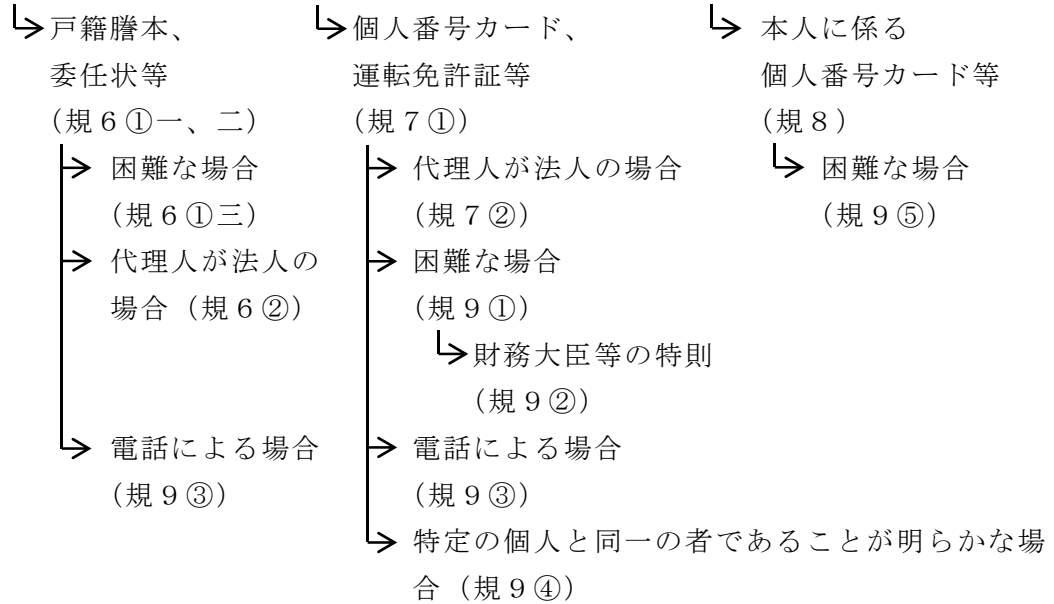 戸籍謄本、
委任状等
（規６①一、二）
困難な場合
（規６①三）
代理人が法人の
場合（規６②）
電話による場合
（規９③）
個人番号カード、
運転免許証等
（規７①）
代理人が法人の場合
（規７②）
困難な場合
（規９①）
財務大臣等の特則
（規９②）
電話による場合
（規９③）
特定の個人と同一の者であることが明らかな場
合（規９④）
本人に係る
個人番号カード等
（規８）
困難な場合
（規９⑤）